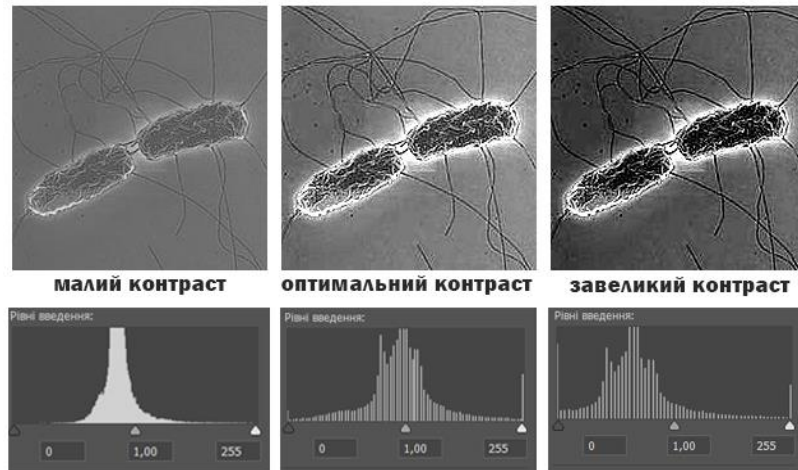 малий контраст
оптимальний контраст
завеликий контраст
Рівні введення:
0 1,00 255
Рівні введення:
0 1,00 255
Рівні введення:
0 1,00 255